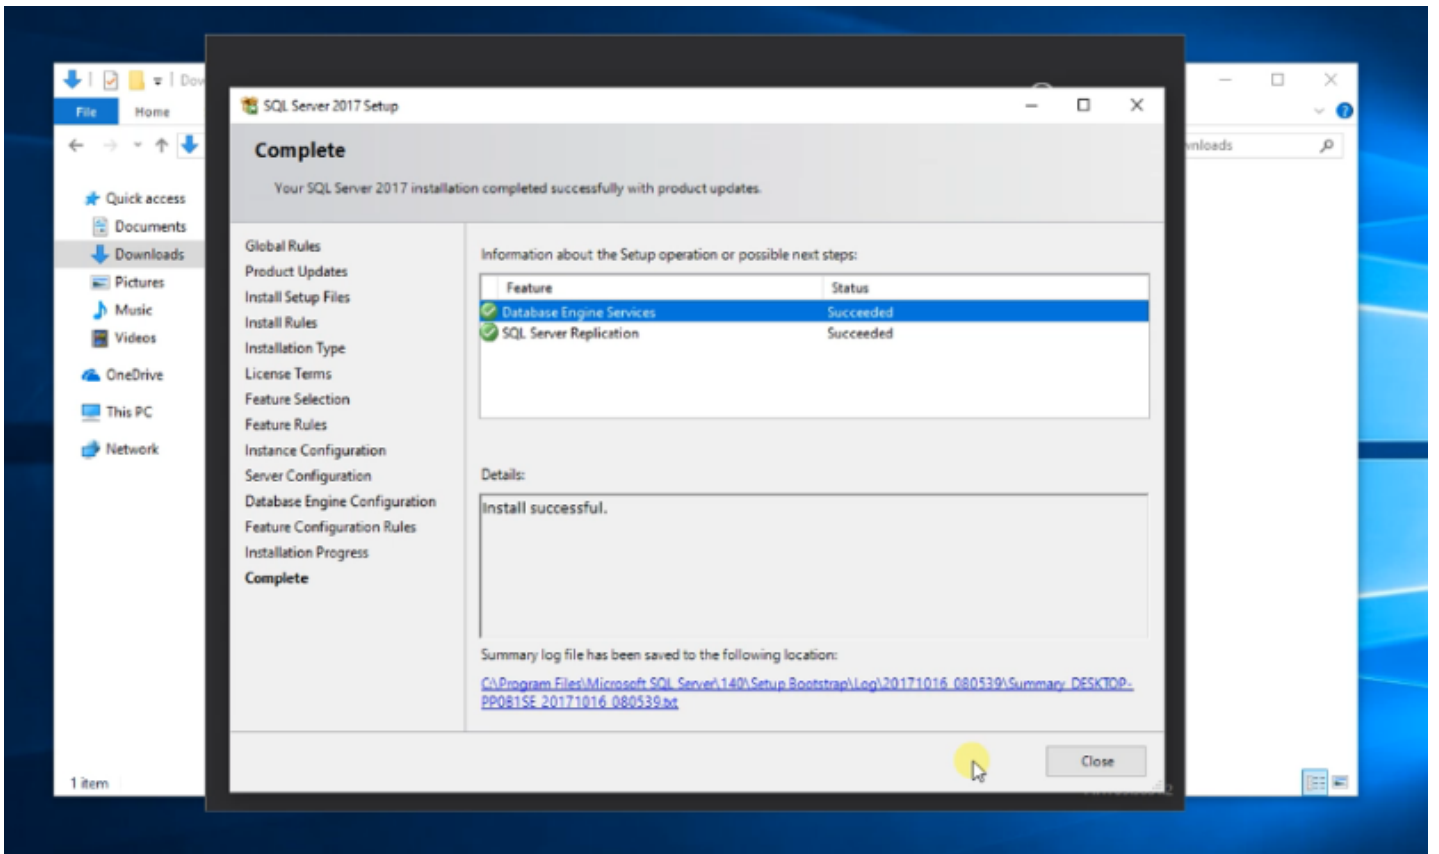 Dow
File
Home
Quick access
Documents
Downloads
Pictures
Music
Videos
OneDrive
This PC
Network
1 item
SQL Server 2017 Setup
Complete
Your SQL Server 2017 installation completed successfully with product updates.
Global Rules
Product Updates
Install Setup Files
Install Rules
Installation Type
License Terms
Feature Selection
Feature Rules
Instance Configuration
Server Configuration
Database Engine Configuration
Feature Configuration Rules
Installation Progress
Complete
Information about the Setup operation or possible next steps:
Feature Status
Database Engine Services Succeeded
SQL Server Replication Succeeded
Details:
Install successful.
Summary log file has been saved to the following location:
C:\Program Files\Microsoft SQL Server\140\Setup Bootstrap\Log\20171016_080539\Summary_DESKTOP-
PP081SE_20171016_080539.txt
Close
wnloads